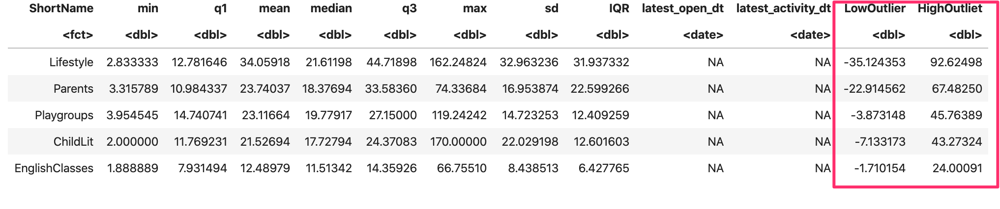 ShortName min q1 mean median q3 max sd IQR latest_open_dt latest_activity_dt LowOutlier HighOutliet
<fct> <dbl> <dbl> <dbl> <dbl> <dbl> <dbl> <dbl> <dbl> <date> <date> <dbl> <dbl>
Lifestyle 2.833333 12.781646 34.05918 21.61198 44.71898 162.24824 32.963236 31.937332 NA NA -35.124353 92.62498
Parents 3.315789 10.984337 23.74037 18.37694 33.58360 74.33684 16.953874 22.599266 NA NA -22.914562 67.48250
Playgroups 3.954545 14.740741 23.11664 19.77917 27.15000 119.24242 14.723253 12.409259 NA NA -3.873148 45.76389
ChildLit 2.000000 11.769231 21.52694 17.72794 24.37083 170.00000 22.029198 12.601603 NA NA -7.133173 43.27324
EnglishClasses 1.888889 7.931494 12.48979 11.51342 14.35926 66.75510 8.438513 6.427765 NA NA -1.710154 24.00091